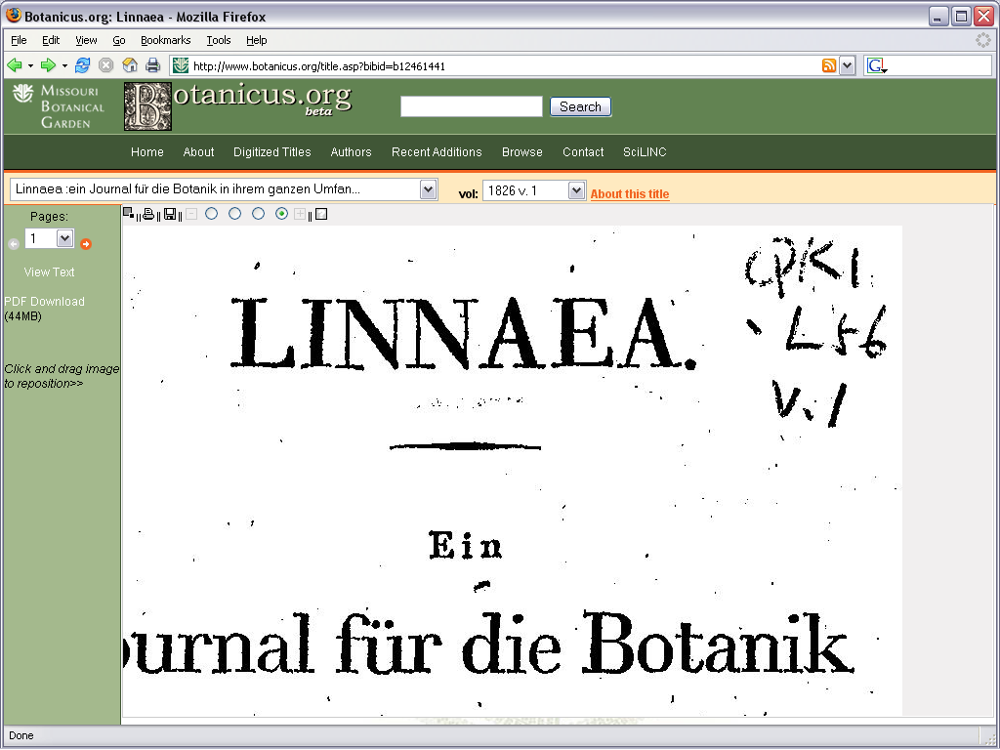 Botanicus.org: Linnaea - Mozilla Firefox
File Edit View Go Bookmarks Tools Help
http://www.botanicus.org/title.asp?bibid=b12461441
G
MISSOURI
BOTANICAL
GARDEN
Botanicus.org
beta
Search
Home About Digitized Titles Authors Recent Additions Browse Contact SciLINC
Linnaea :ein Journal für die Botanik in ihrem ganzen Umfan...
vol: 1826 v. 1 About this title
Pages:
1
View Text
PDF Download
(44MB)
Click and drag image
to reposition>>
LINNAEA.
CPK1
.L56
V.1
Ein
ournal für die Botanik
Done